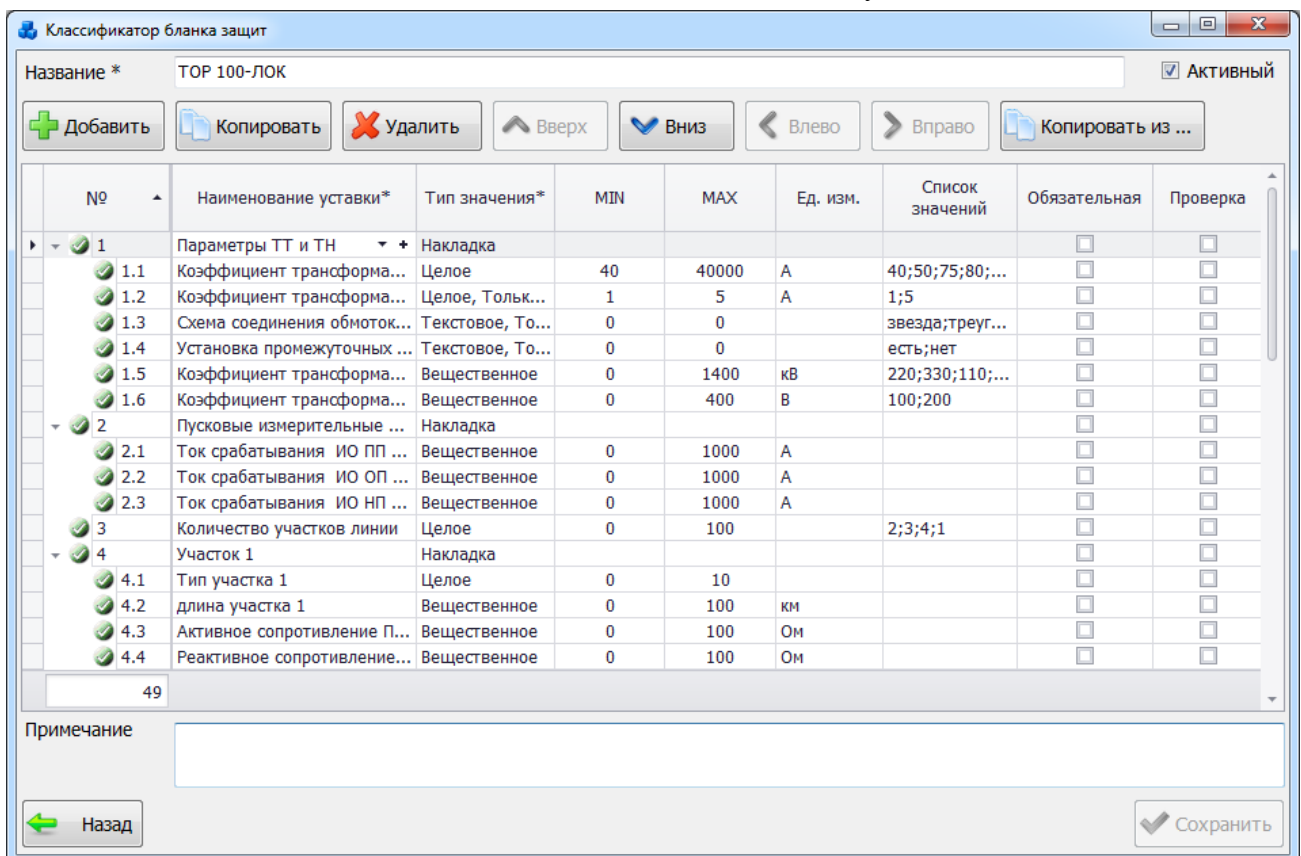 Классификатор бланка защит
Название * ТОР 100-ЛОК Активный
Добавить Копировать Удалить Вверх Вниз Влево Вправо Копировать из ...
№ Наименование уставки* Тип значения* MIN MAX Ед. изм. Список значений Обязательная Проверка
1 Параметры ТТ и ТН Накладка
1.1 Коэффициент трансформа... Целое 40 40000 А 40;50;75;80;...
1.2 Коэффициент трансформа... Целое, Тольк... 1 5 А 1;5
1.3 Схема соединения обмоток... Текстовое, То... 0 0 звезда;треуг...
1.4 Установка промежуточных ... Текстовое, То... 0 0 есть;нет
1.5 Коэффициент трансформа... Вещественное 0 1400 кВ 220;330;110;...
1.6 Коэффициент трансформа... Вещественное 0 400 В 100;200
2 Пусковые измерительные ... Накладка
2.1 Ток срабатывания ИО ПП ... Вещественное 0 1000 А
2.2 Ток срабатывания ИО ОП ... Вещественное 0 1000 А
2.3 Ток срабатывания ИО НП ... Вещественное 0 1000 А
3 Количество участков линии Целое 0 100 2;3;4;1
4 Участок 1 Накладка
4.1 Тип участка 1 Целое 0 10
4.2 длина участка 1 Вещественное 0 100 км
4.3 Активное сопротивление П... Вещественное 0 100 Ом
4.4 Реактивное сопротивление... Вещественное 0 100 Ом
49
Примечание
Назад Сохранить